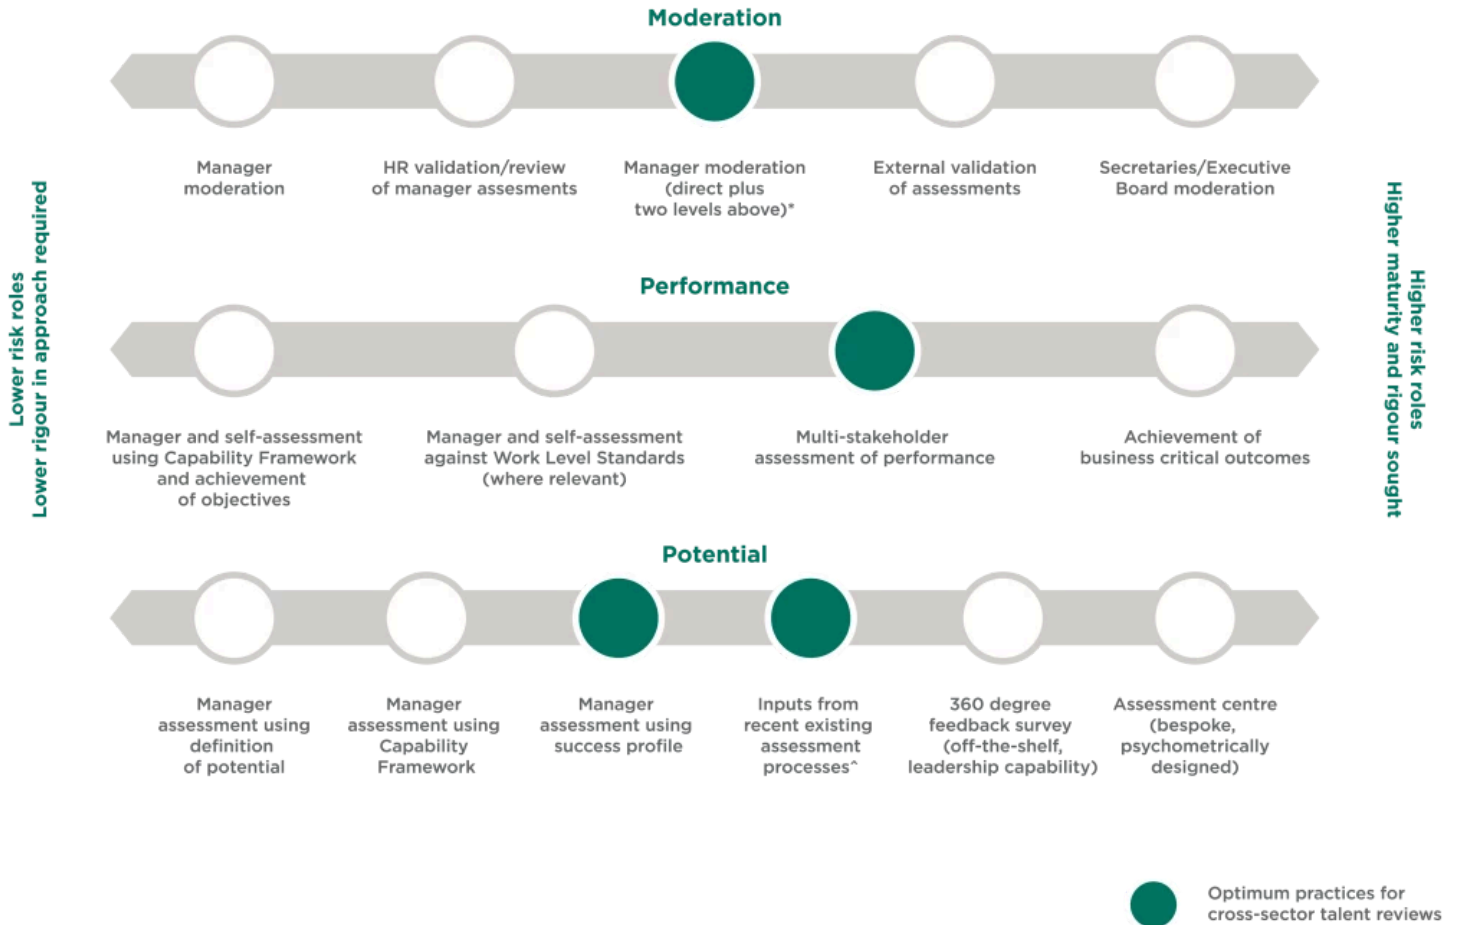 Moderation
Manager
moderation
HR validation/review
of manager assesments
Manager moderation
(direct plus
two levels above)*
External validation
of assessments
Secretaries/Executive
Board moderation
Lower risk roles
Lower rigour in approach required
Higher risk roles
Higher maturity and rigour sought
Performance
Manager and self-assessment
using Capability Framework
and achievement
of objectives
Manager and self-assessment
against Work Level Standards
(where relevant)
Multi-stakeholder
assessment of performance
Achievement of
business critical outcomes
Potential
Manager
assessment using
definition
of potential
Manager
assessment using
Capability
Framework
Manager
assessment using
success profile
Inputs from
recent existing
assessment
processes^
360 degree
feedback survey
(off-the-shelf,
leadership capability)
Assessment centre
(bespoke,
psychometrically
designed)
Optimum practices for
cross-sector talent reviews